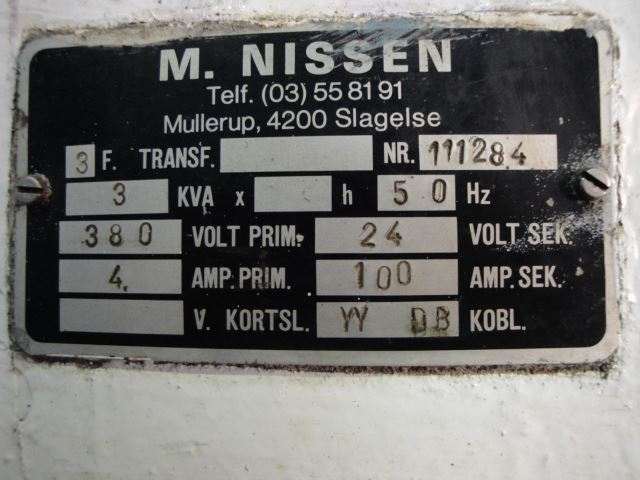 M. NISSEN
Telf. (03) 55 81 91
Mullerup, 4200 Slagelse
3 F. TRANSF. NR. 111284
3 KVA x h 50 Hz
380 VOLT PRIM. 24 VOLT SEK.
4 AMP. PRIM. 100 AMP. SEK.
V. KORTSL. YY DB KOBL.